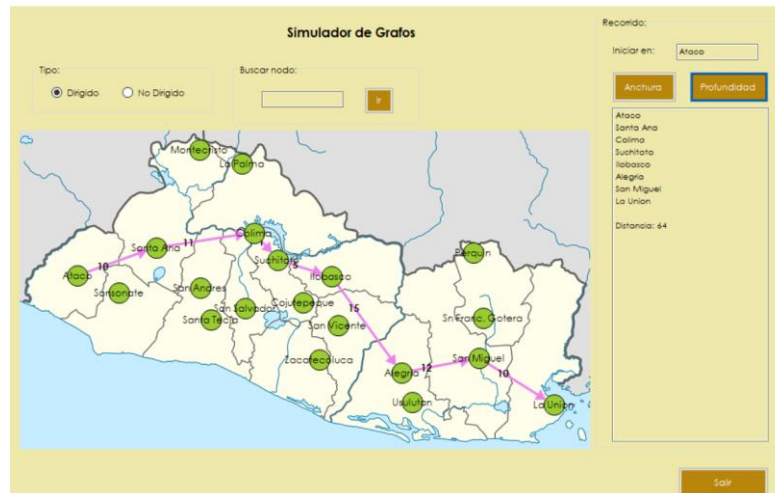 Simulador de Grafos
Tipo:
Dirigido
No Dirigido
Buscar nodo:
Ir
Recorrido:
Iniciar en:
Ataco
Anchura
Profundidad
Ataco
Santa Ana
Colima
Suchitoto
Ilobasco
Alegria
San Miguel
La Union
Distancia: 64
Montecristo
La Palma
Colima
Santa Ana
11
1
Suchitoto
5
Perquin
10
Ataco
Ilobasco
Sonsonate
San Andres
Cojutepeque
15
San Salvador
Santa Tecla
San Vicente
Sn Franc. Gotera
Zacatecoluca
San Miguel
Alegria
12
10
Usulutan
La Union
Salir